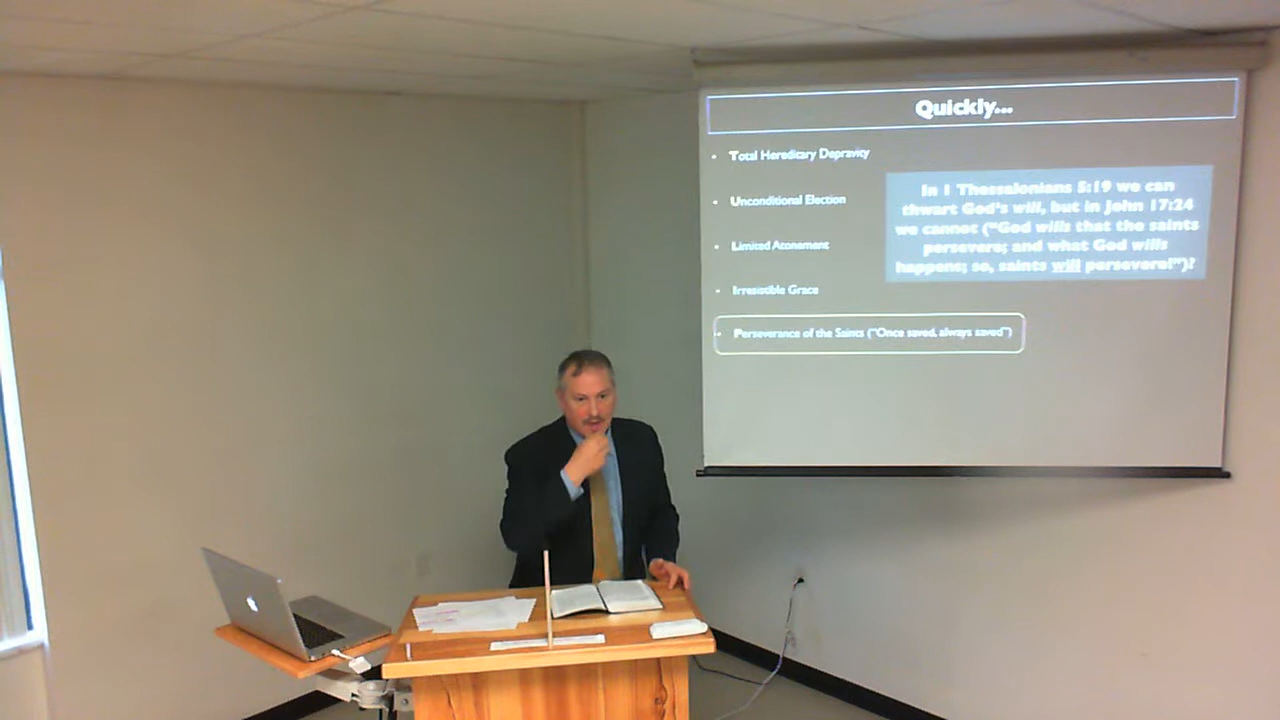 Quickly...
• Total Hereditary Depravity
• Unconditional Election
• Limited Atonement
• Irresistible Grace
• Perseverance of the Saints ("Once saved, always saved")
In 1 Thessalonians 5:19 we can
thwart God's will, but in John 17:24
we cannot ("God wills that the saints
persevere; and what God wills
happens; so, saints will persevere!")?